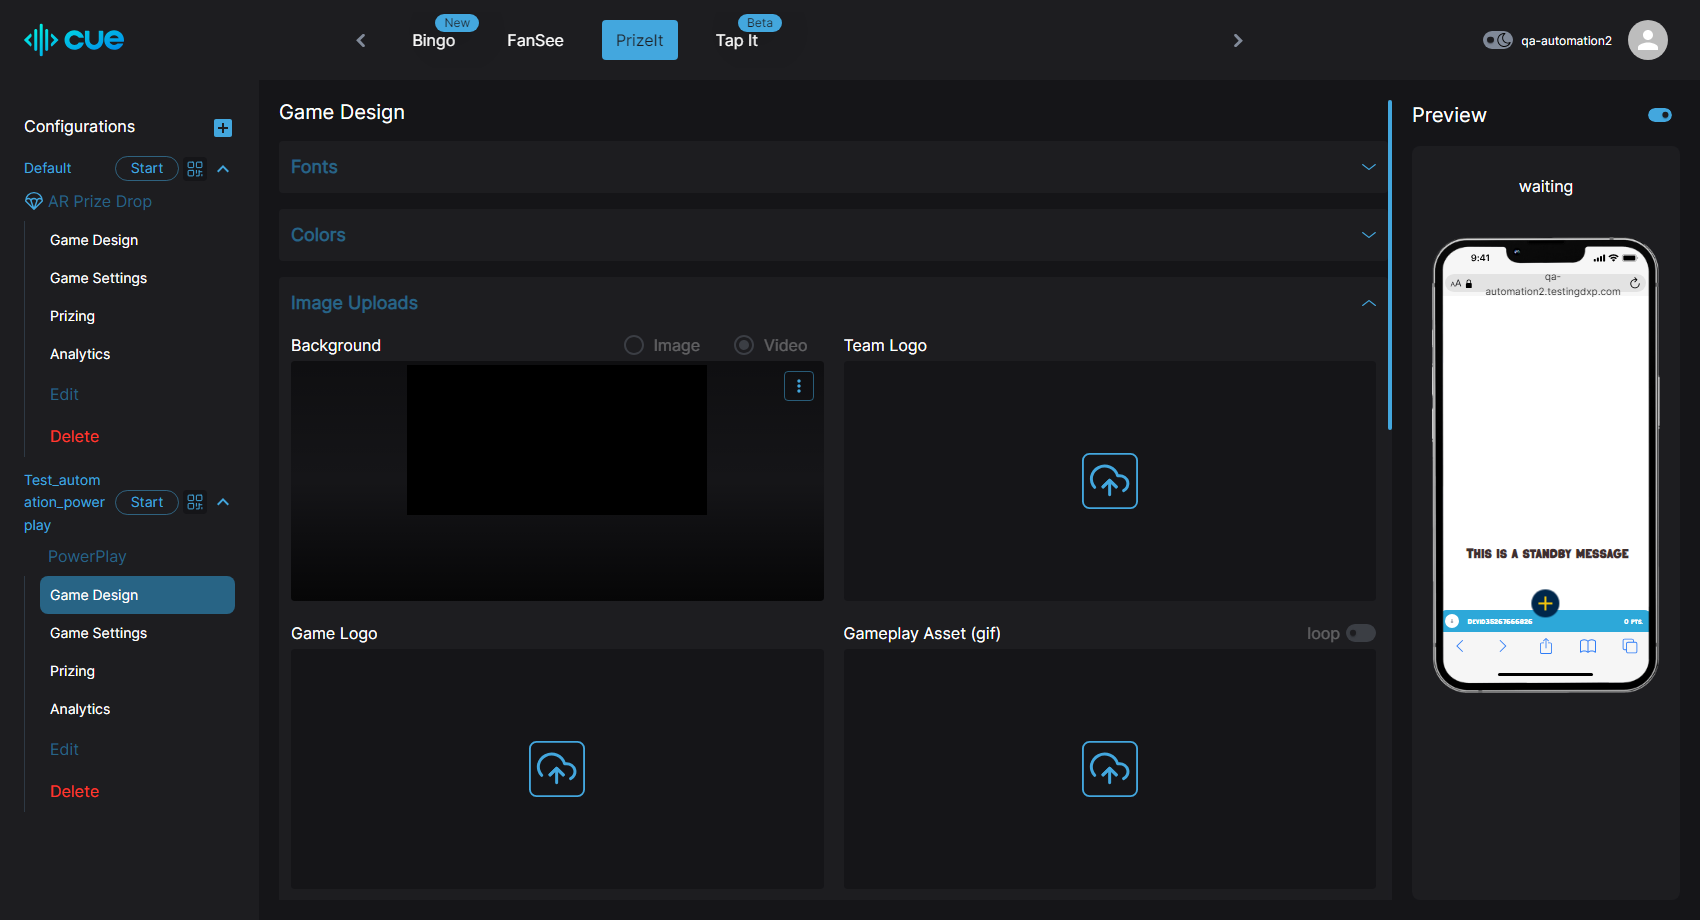 cue
New
Bingo
FanSee
PrizeIt
Beta
Tap It
qa-automation2
Configurations
Default
Start
AR Prize Drop
Game Design
Game Settings
Prizing
Analytics
Edit
Delete
Test_autom
ation_power
play
Start
PowerPlay
Game Design
Game Settings
Prizing
Analytics
Edit
Delete
Game Design
Fonts
Colors
Image Uploads
Background
Image
Video
Team Logo
Game Logo
Gameplay Asset (gif)
loop
Preview
waiting
9:41
AA
qa-
automation2.testingdxp.com
This is a standby message
0 PTS.